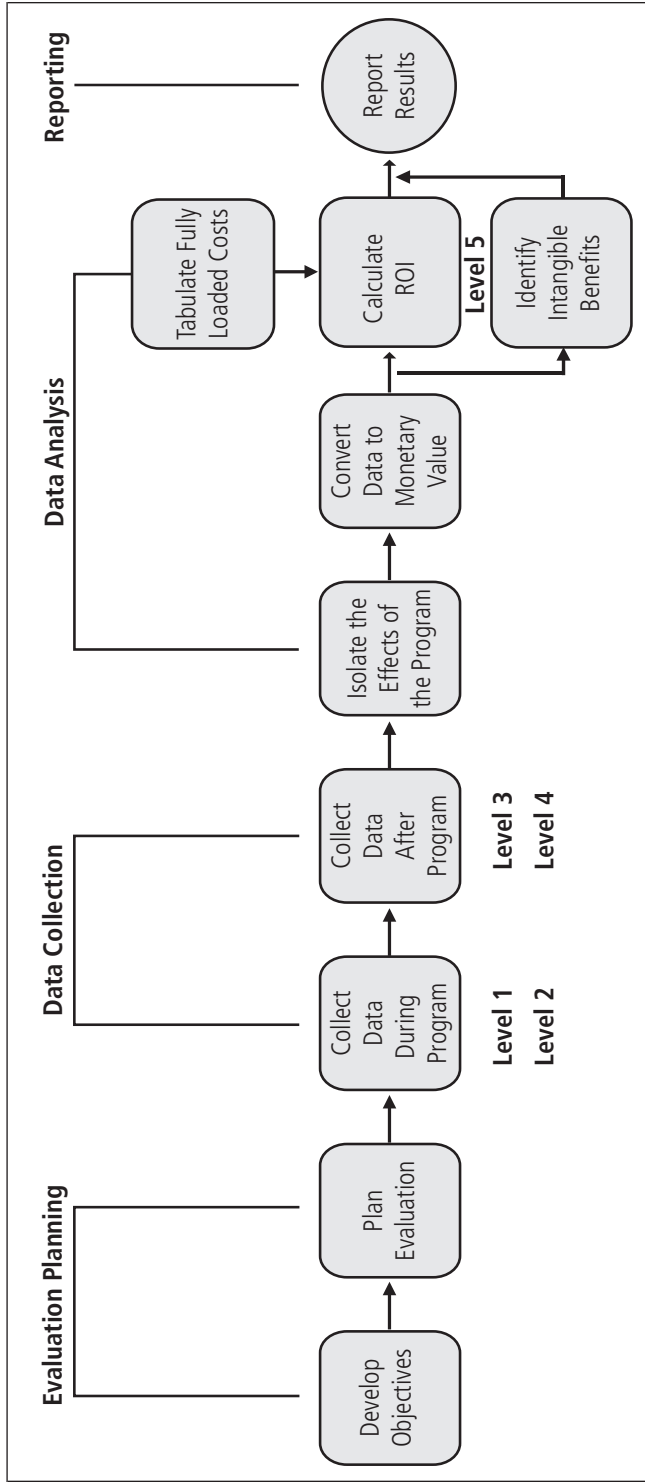 Evaluation Planning
Data Collection
Data Analysis
Reporting
Develop
Objectives
Plan
Evaluation
Collect
Data
During
Program
Level 1
Level 2
Collect
Data
After
Program
Level 3
Level 4
Isolate the
Effects of
the Program
Convert
Data to
Monetary
Value
Tabulate Fully
Loaded Costs
Calculate
ROI
Level 5
Identify
Intangible
Benefits
Report
Results